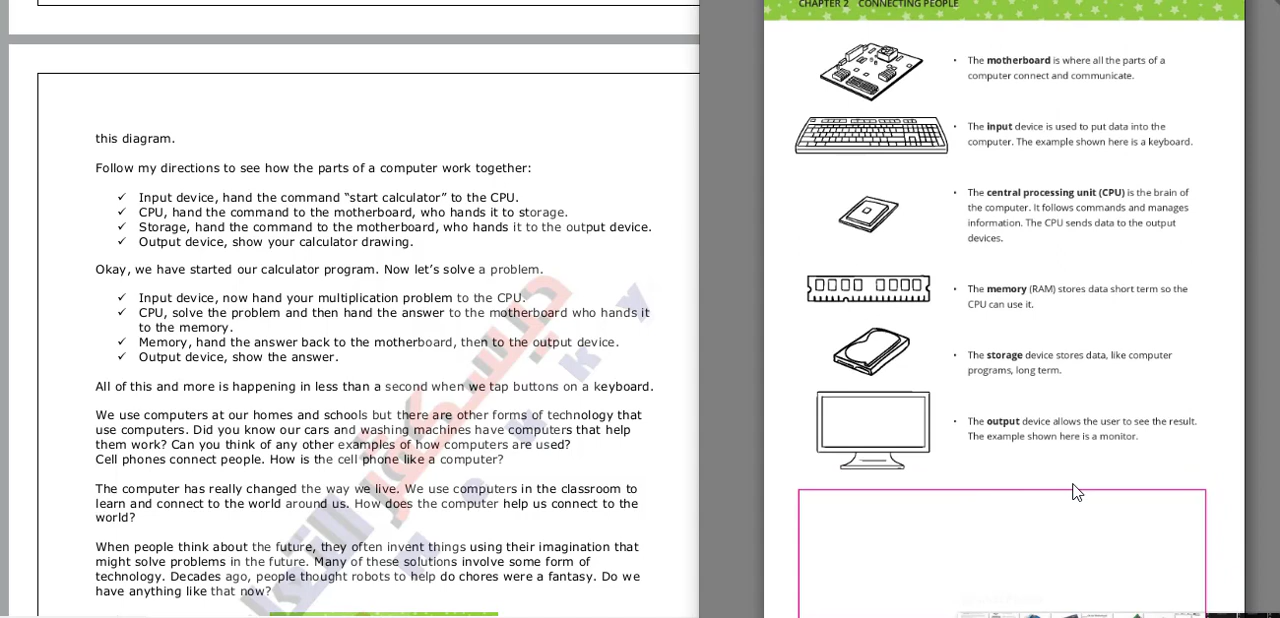 this diagram.
Follow my directions to see how the parts of a computer work together:
✓ Input device, hand the command “start calculator” to the CPU.
✓ CPU, hand the command to the motherboard, who hands it to storage.
✓ Storage, hand the command to the motherboard, who hands it to the output device.
✓ Output device, show your calculator drawing.
Okay, we have started our calculator program. Now let’s solve a problem.
✓ Input device, now hand your multiplication problem to the CPU.
✓ CPU, solve the problem and then hand the answer to the motherboard who hands it
to the memory.
✓ Memory, hand the answer back to the motherboard, then to the output device.
✓ Output device, show the answer.
All of this and more is happening in less than a second when we tap buttons on a keyboard.
We use computers at our homes and schools but there are other forms of technology that
use computers. Did you know our cars and washing machines have computers that help
them work? Can you think of any other examples of how computers are used?
Cell phones connect people. How is the cell phone like a computer?
The computer has really changed the way we live. We use computers in the classroom to
learn and connect to the world around us. How does the computer help us connect to the
world?
When people think about the future, they often invent things using their imagination that
might solve problems in the future. Many of these solutions involve some form of
technology. Decades ago, people thought robots to help do chores were a fantasy. Do we
have anything like that now?
CHAPTER 2 CONNECTING PEOPLE
• The motherboard is where all the parts of a
computer connect and communicate.
• The input device is used to put data into the
computer. The example shown here is a keyboard.
• The central processing unit (CPU) is the brain of
the computer. It follows commands and manages
information. The CPU sends data to the output
devices.
• The memory (RAM) stores data short term so the
CPU can use it.
• The storage device stores data, like computer
programs, long term.
• The output device allows the user to see the result.
The example shown here is a monitor.